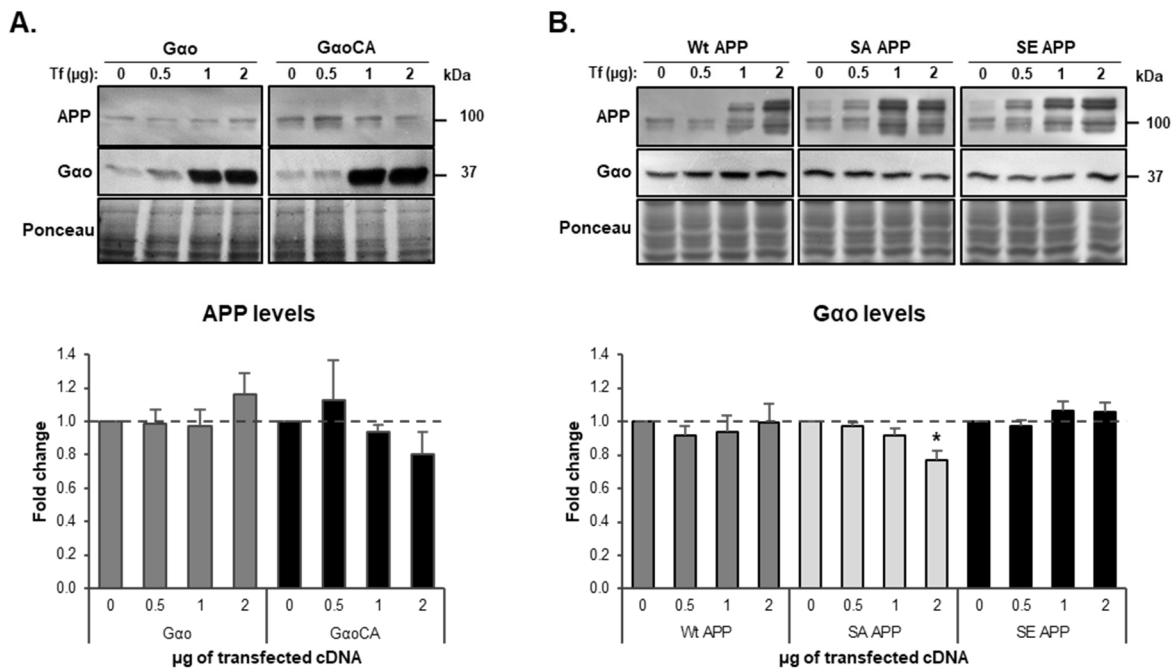 A.
Gαo GαoCA
Tf (µg): 0 0.5 1 2 0 0.5 1 2 kDa
APP 100
Gαo 37
Ponceau
APP levels
Fold change
1.4
1.2
1.0
0.8
0.6
0.4
0.2
0.0
0 0.5 1 2 0 0.5 1 2
Gαo GαoCA
µg of transfected cDNA
B.
Wt APP SA APP SE APP
Tf (µg): 0 0.5 1 2 0 0.5 1 2 0 0.5 1 2 kDa
APP 100
Gαo 37
Ponceau
Gαo levels
Fold change
1.4
1.2
1.0
0.8
0.6
0.4
0.2
0.0
*
0 0.5 1 2 0 0.5 1 2 0 0.5 1 2
Wt APP SA APP SE APP
µg of transfected cDNA